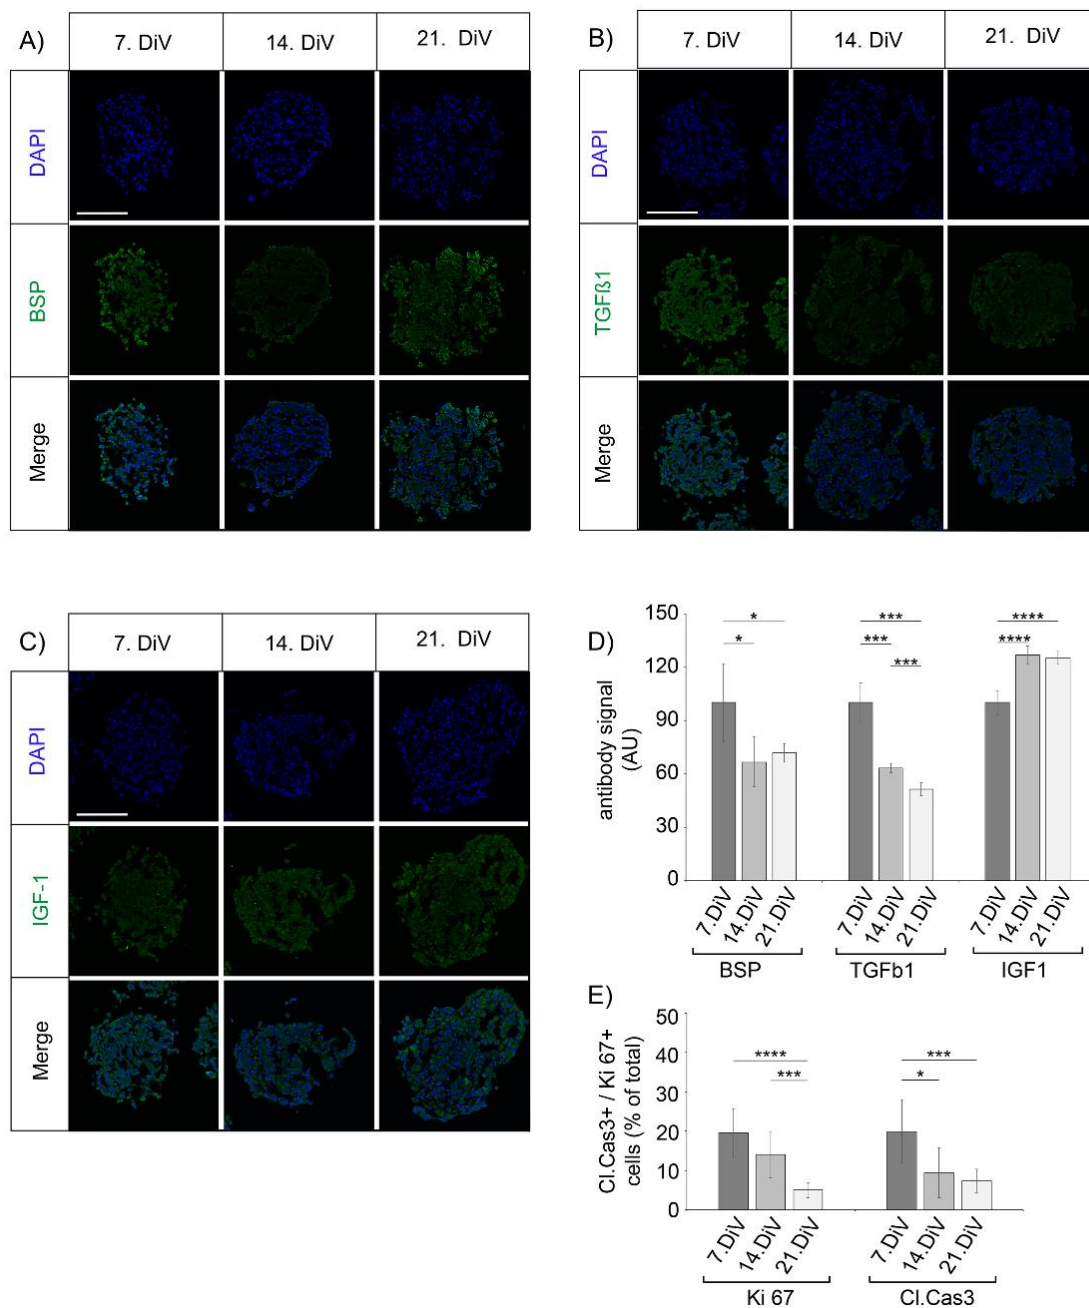 A) 7. DiV 14. DiV 21. DiV
DAPI
BSP
Merge
B) 7. DiV 14. DiV 21. DiV
DAPI
TGFß1
Merge
C) 7. DiV 14. DiV 21. DiV
DAPI
IGF-1
Merge
D)
antibody signal
(AU)
150
120
90
60
30
0
* *** ****
* *** ****
***
7.DiV 14.DiV 21.DiV 7.DiV 14.DiV 21.DiV 7.DiV 14.DiV 21.DiV
BSP TGFb1 IGF1
E)
Cl.Cas3+ / Ki 67+
cells (% of total)
50
40
30
20
10
0
**** ***
*** *
7.DiV 14.DiV 21.DiV 7.DiV 14.DiV 21.DiV
Ki 67 Cl.Cas3